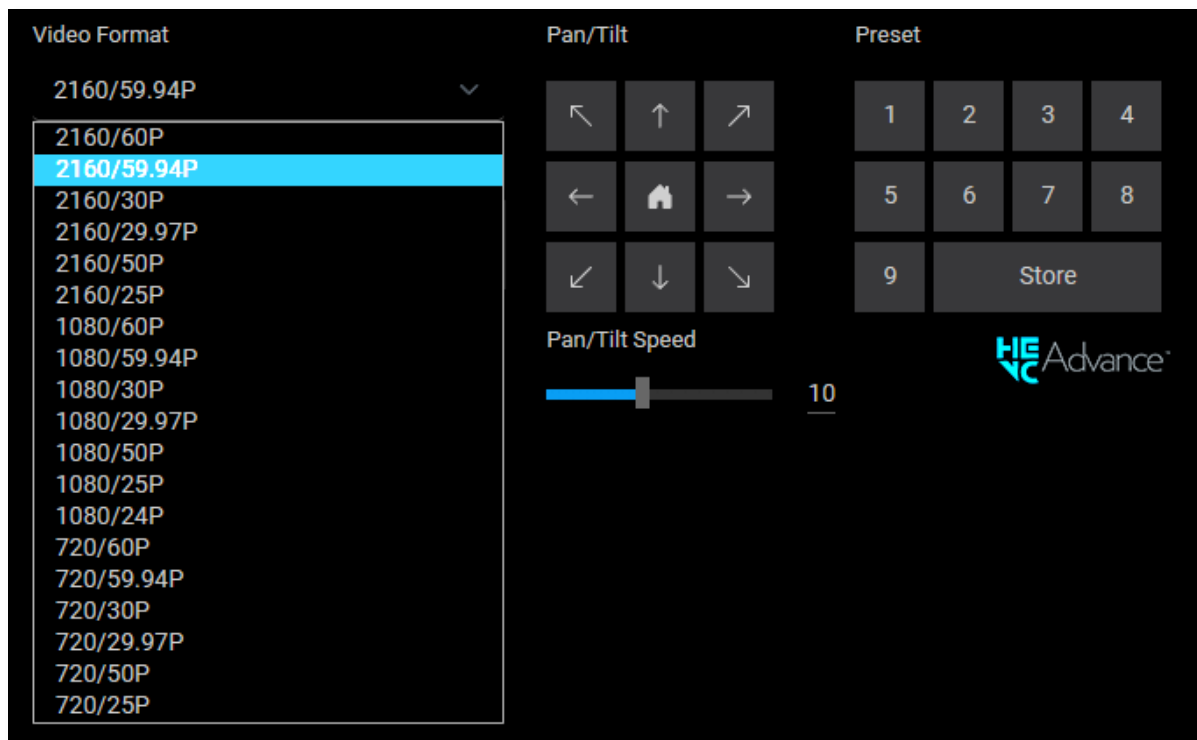 Video Format
2160/59.94P
2160/60P
2160/59.94P
2160/30P
2160/29.97P
2160/50P
2160/25P
1080/60P
1080/59.94P
1080/30P
1080/29.97P
1080/50P
1080/25P
1080/24P
720/60P
720/59.94P
720/30P
720/29.97P
720/50P
720/25P
Pan/Tilt
Pan/Tilt Speed
10
Preset
1 2 3 4
5 6 7 8
9 Store
HEVC Advance